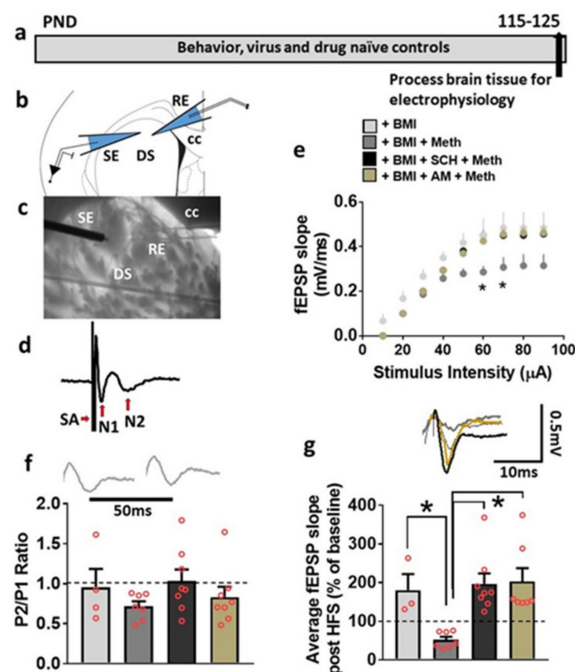 PND
115-125
a
Behavior, virus and drug naïve controls
Process brain tissue for
electrophysiology
b
RE
SE
DS
cc
+ BMI
+ BMI + Meth
+ BMI + SCH + Meth
+ BMI + AM + Meth
c
SE
cc
RE
DS
e
fEPSP slope
(mV/ms)
0.6
0.4
0.2
0.0
* *
0 20 40 60 80 100
Stimulus Intensity (µA)
d
SA
N1
N2
0.5mV
10ms
f
50ms
P2/P1 Ratio
2.0
1.5
1.0
0.5
0.0
g
Average fEPSP slope
post HFS (% of baseline)
400
300
200
100
0
* *